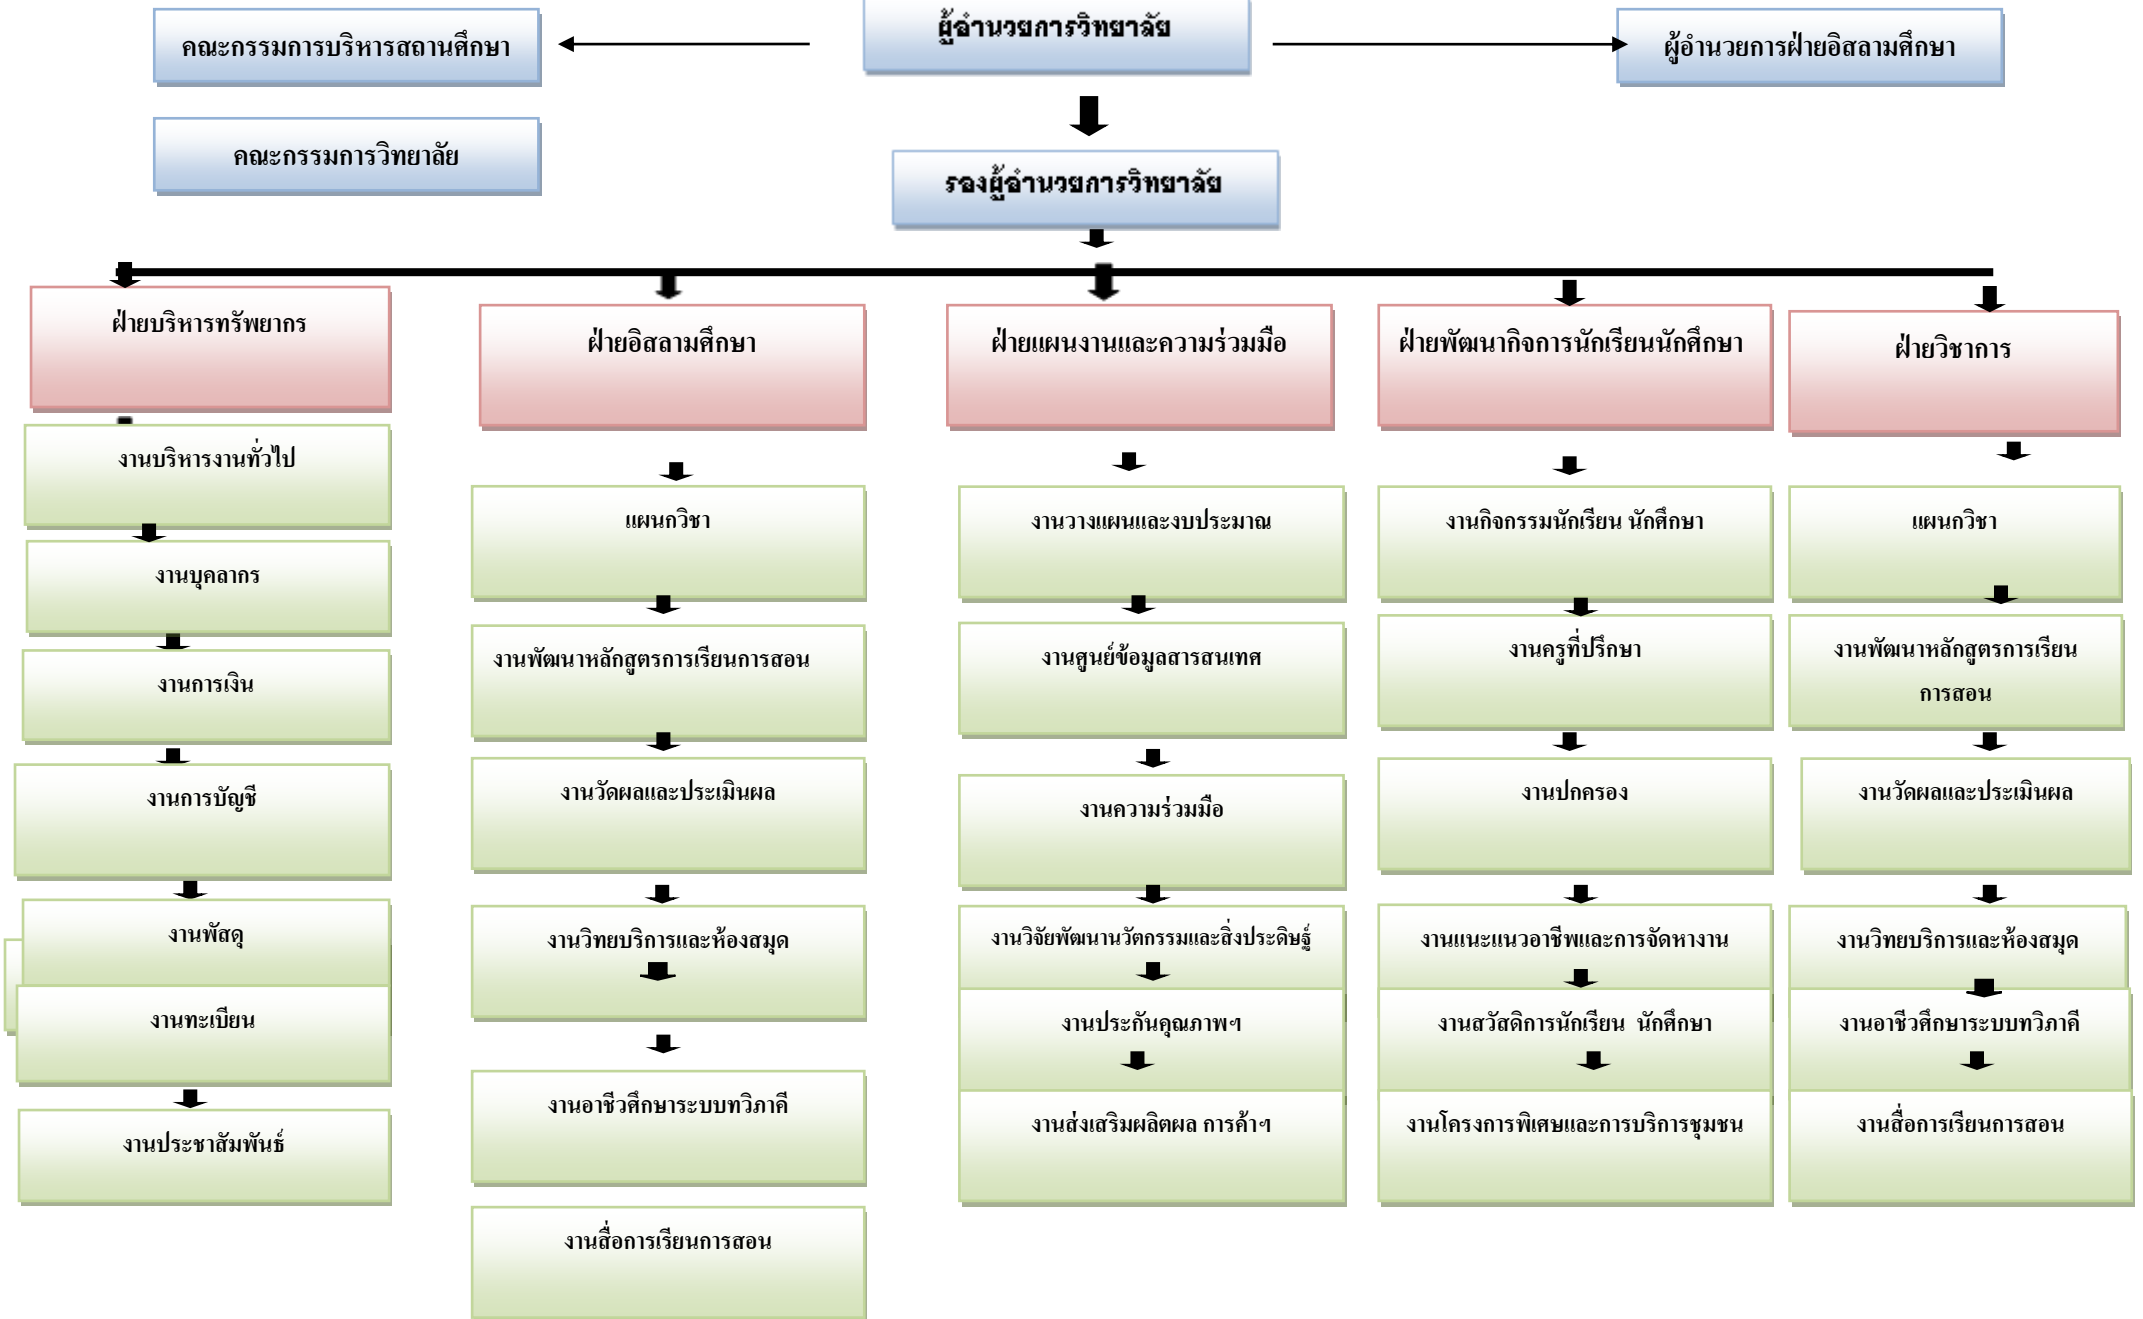 คณะกรรมการบริหารสถานศึกษา
ผู้อำนวยการวิทยาลัย
ผู้อำนวยการฝ่ายอิสลามศึกษา
คณะกรรมการวิทยาลัย
รองผู้อำนวยการวิทยาลัย
ฝ่ายบริหารทรัพยากร
งานบริหารงานทั่วไป
งานบุคลากร
งานการเงิน
งานการบัญชี
งานพัสดุ
งานทะเบียน
งานประชาสัมพันธ์
ฝ่ายอิสลามศึกษา
แผนกวิชา
งานพัฒนาหลักสูตรการเรียนการสอน
งานวัดผลและประเมินผล
งานวิทยบริการและห้องสมุด
งานอาชีวศึกษาระบบทวิภาคี
งานสื่อการเรียนการสอน
ฝ่ายแผนงานและความร่วมมือ
งานวางแผนและงบประมาณ
งานศูนย์ข้อมูลสารสนเทศ
งานความร่วมมือ
งานวิจัยพัฒนานวัตกรรมและสิ่งประดิษฐ์
งานประกันคุณภาพฯ
งานส่งเสริมผลิตผล การค้าฯ
ฝ่ายพัฒนากิจการนักเรียนนักศึกษา
งานกิจกรรมนักเรียน นักศึกษา
งานครูที่ปรึกษา
งานปกครอง
งานแนะแนวอาชีพและการจัดหางาน
งานสวัสดิการนักเรียน นักศึกษา
งานโครงการพิเศษและการบริการชุมชน
ฝ่ายวิชาการ
แผนกวิชา
งานพัฒนาหลักสูตรการเรียน
การสอน
งานวัดผลและประเมินผล
งานวิทยบริการและห้องสมุด
งานอาชีวศึกษาระบบทวิภาคี
งานสื่อการเรียนการสอน